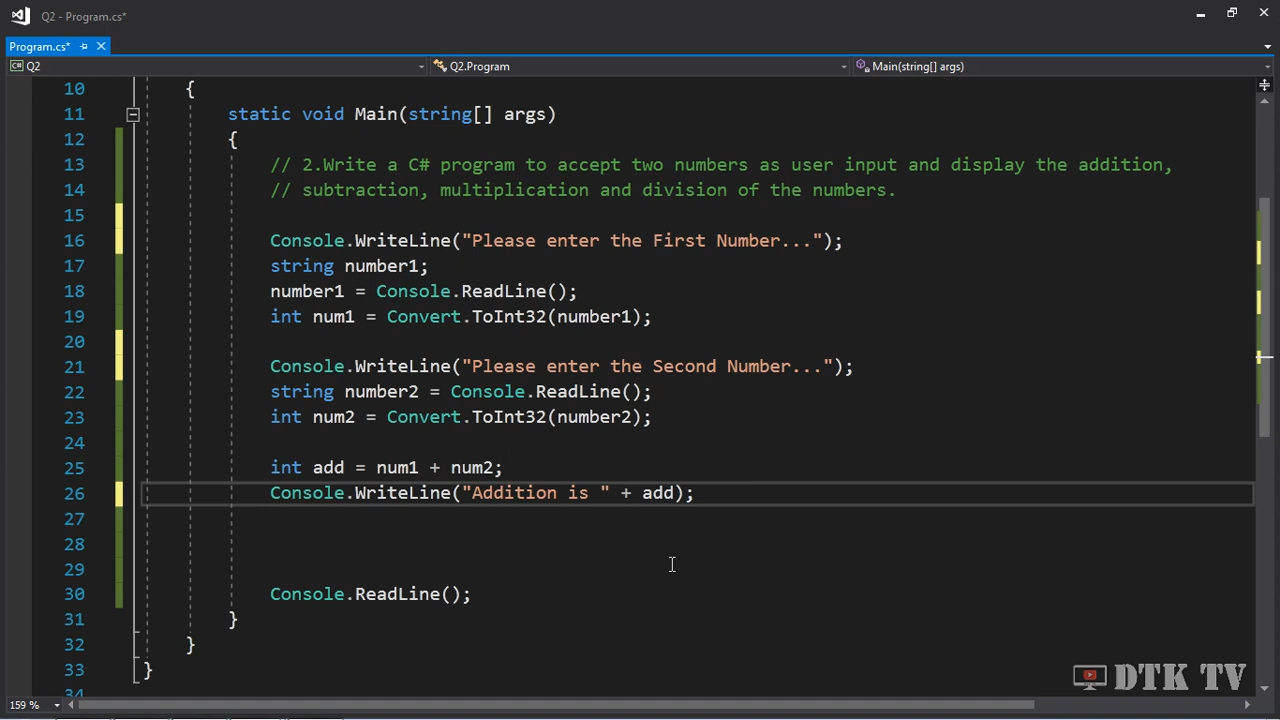 Q2 - Program.cs*
Program.cs*
Q2 Q2.Program Main(string[] args)
10 {
11 static void Main(string[] args)
12 {
13 // 2.Write a C# program to accept two numbers as user input and display the addition,
14 // subtraction, multiplication and division of the numbers.
15
16 Console.WriteLine("Please enter the First Number...");
17 string number1;
18 number1 = Console.ReadLine();
19 int num1 = Convert.ToInt32(number1);
20
21 Console.WriteLine("Please enter the Second Number...");
22 string number2 = Console.ReadLine();
23 int num2 = Convert.ToInt32(number2);
24
25 int add = num1 + num2;
26 Console.WriteLine("Addition is " + add);
27
28
29
30 Console.ReadLine();
31 }
32 }
33 }
34
159 %
DTK TV